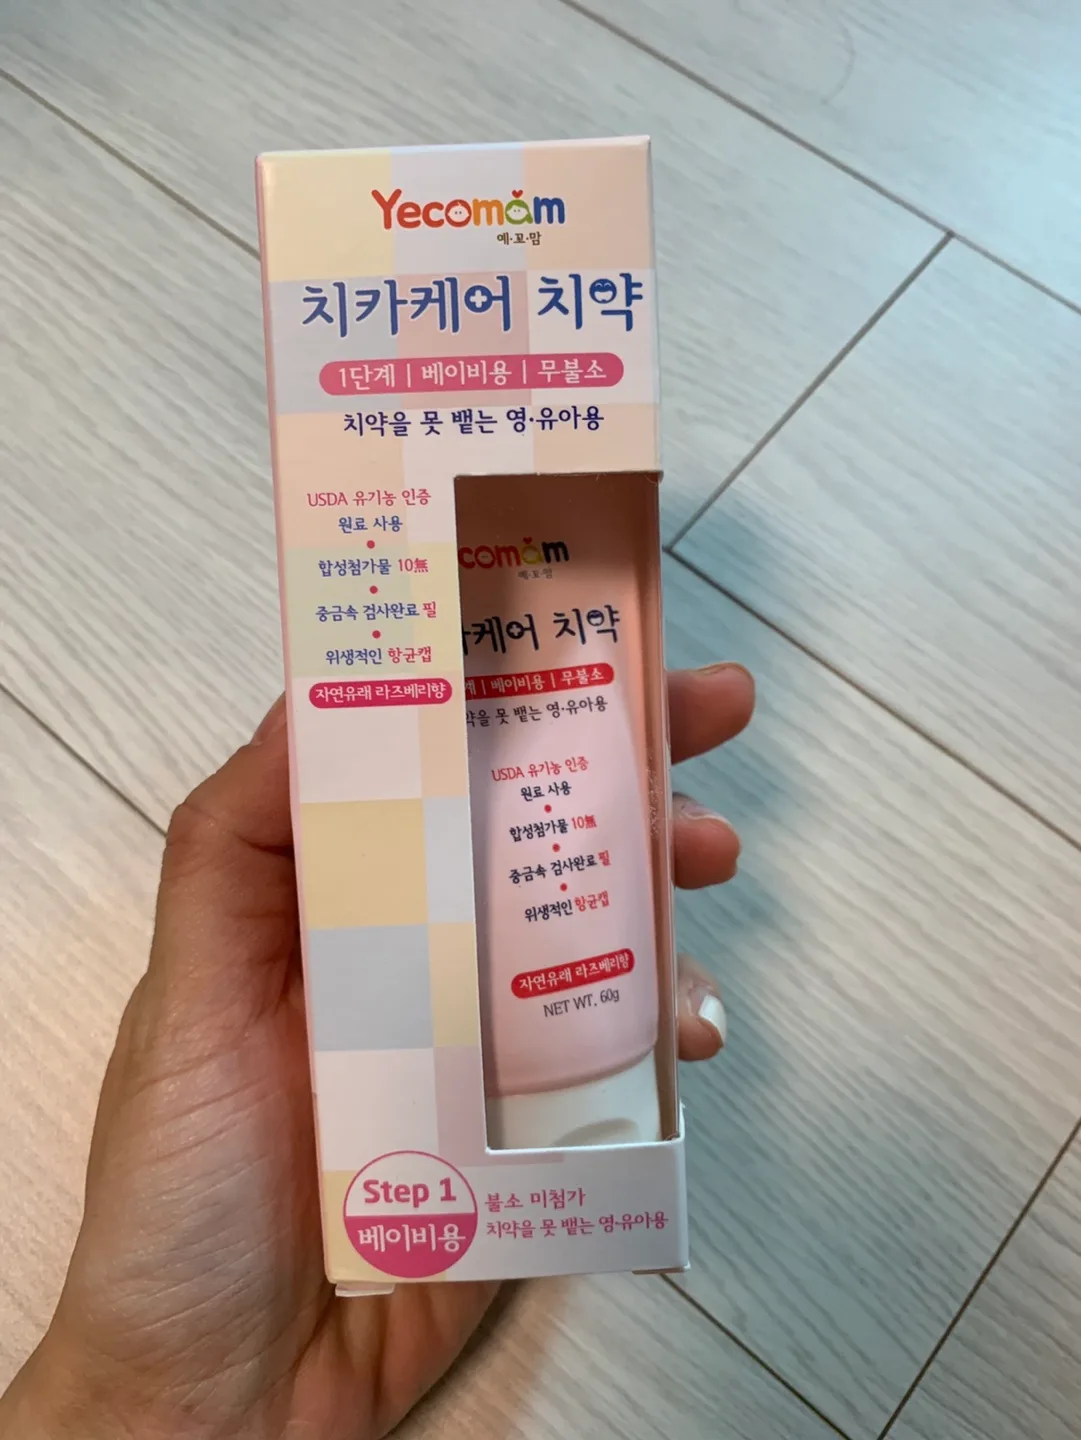 Yecomam
예·꼬·맘
치카케어 치약
1단계 | 베이비용 | 무불소
치약을 못 뱉는 영·유아용
USDA 유기농 인증
원료 사용
합성첨가물 10無
중금속 검사완료 필
위생적인 항균캡
자연유래 라즈베리향
comam
예·꼬·맘
케어 치약
계 | 베이비용 | 무불소
약을 못 뱉는 영·유아용
USDA 유기농 인증
원료 사용
합성첨가물 10無
중금속 검사완료 필
위생적인 항균캡
자연유래 라즈베리향
NET WT. 60g
Step 1
베이비용
불소 미첨가
치약을 못 뱉는 영·유아용